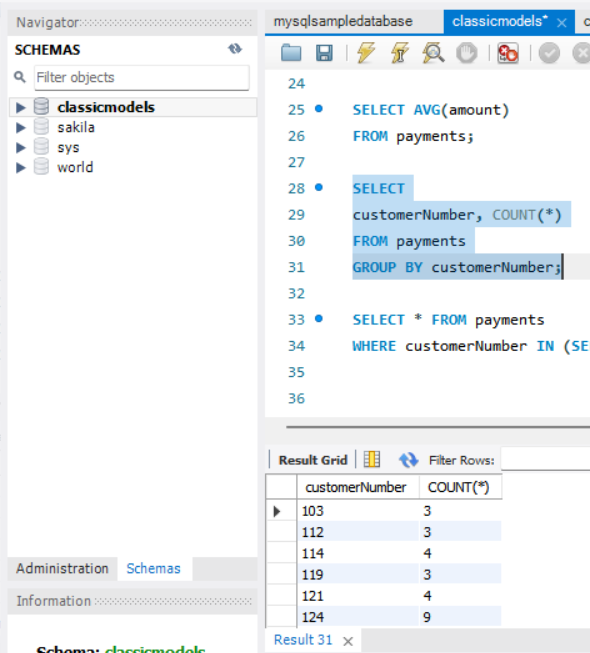 Navigator
SCHEMAS
Filter objects
classicmodels
sakila
sys
world
Administration Schemas
Information
Schema: classicmodels
mysqlsampledatabase classicmodels* × c
24
25 SELECT AVG(amount)
26 FROM payments;
27
28 SELECT
29 customerNumber, COUNT(*)
30 FROM payments
31 GROUP BY customerNumber;
32
33 SELECT * FROM payments
34 WHERE customerNumber IN (SE
35
36
Result Grid Filter Rows:
customerNumber COUNT(*)
103 3
112 3
114 4
119 3
121 4
124 9
Result 31 ×